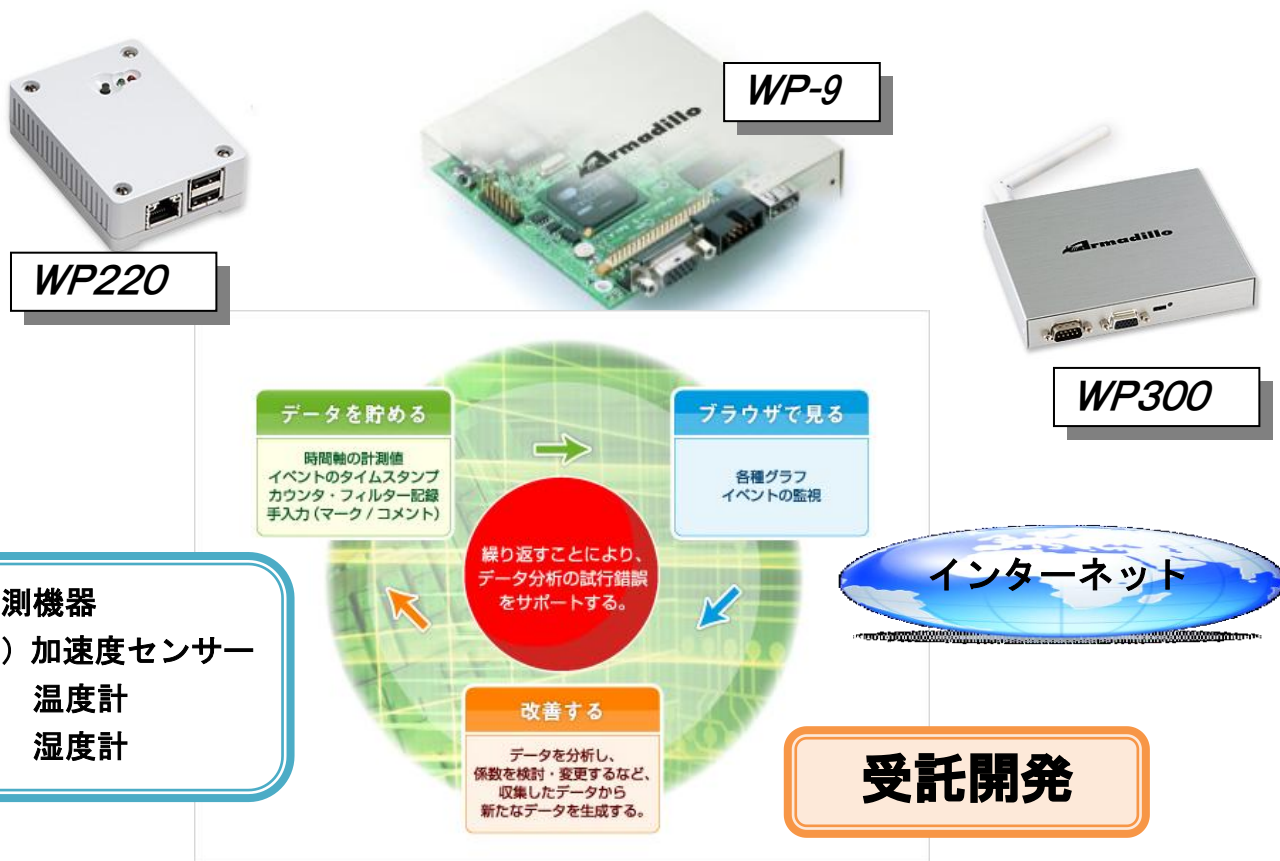 WP-9
Armadillo
WP220
Armadillo
WP300
データを貯める
時間軸の計測値
イベントのタイムスタンプ
カウンタ・フィルター記録
手入力（マーク / コメント）
ブラウザで見る
各種グラフ
イベントの監視
繰り返すことにより、
データ分析の試行錯誤
をサポートする。
インターネット
測機器
）加速度センサー
温度計
湿度計
改善する
データを分析し、
係数を検討・変更するなど、
収集したデータから
新たなデータを生成する。
受託開発